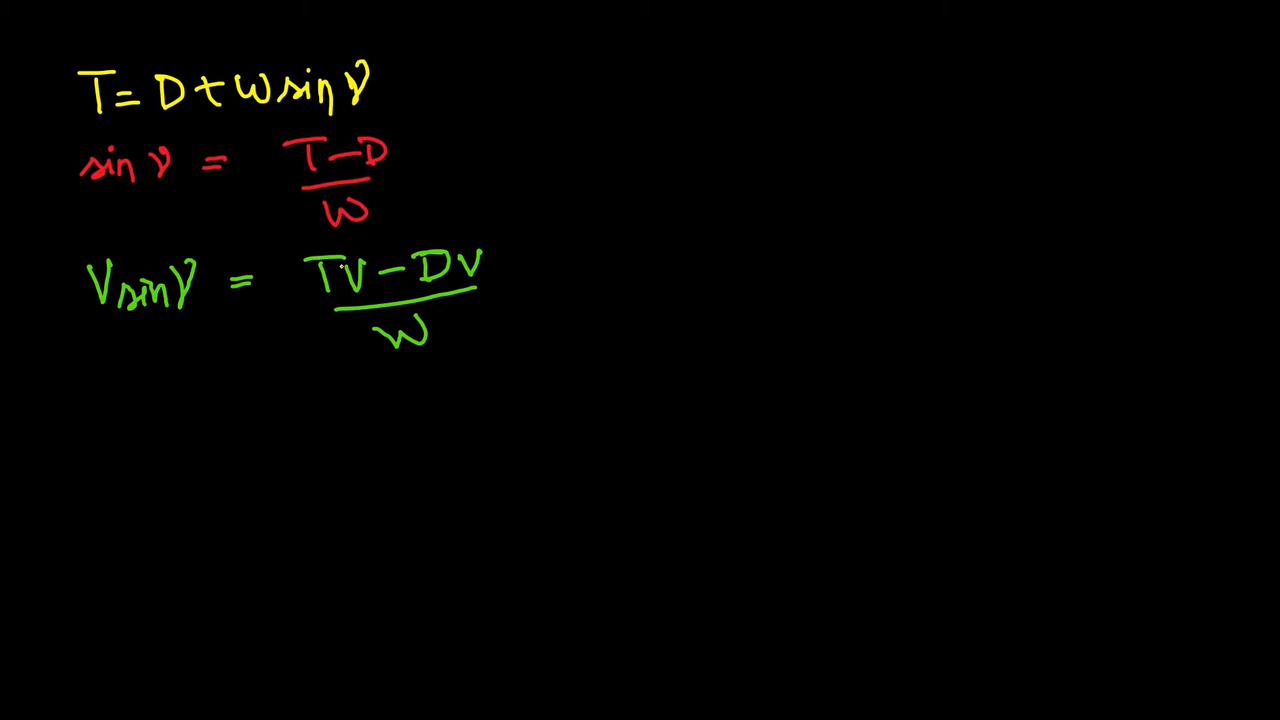 T = D + W sin γ
sin γ = (T - D) / W
V sin γ = (TV - DV) / W